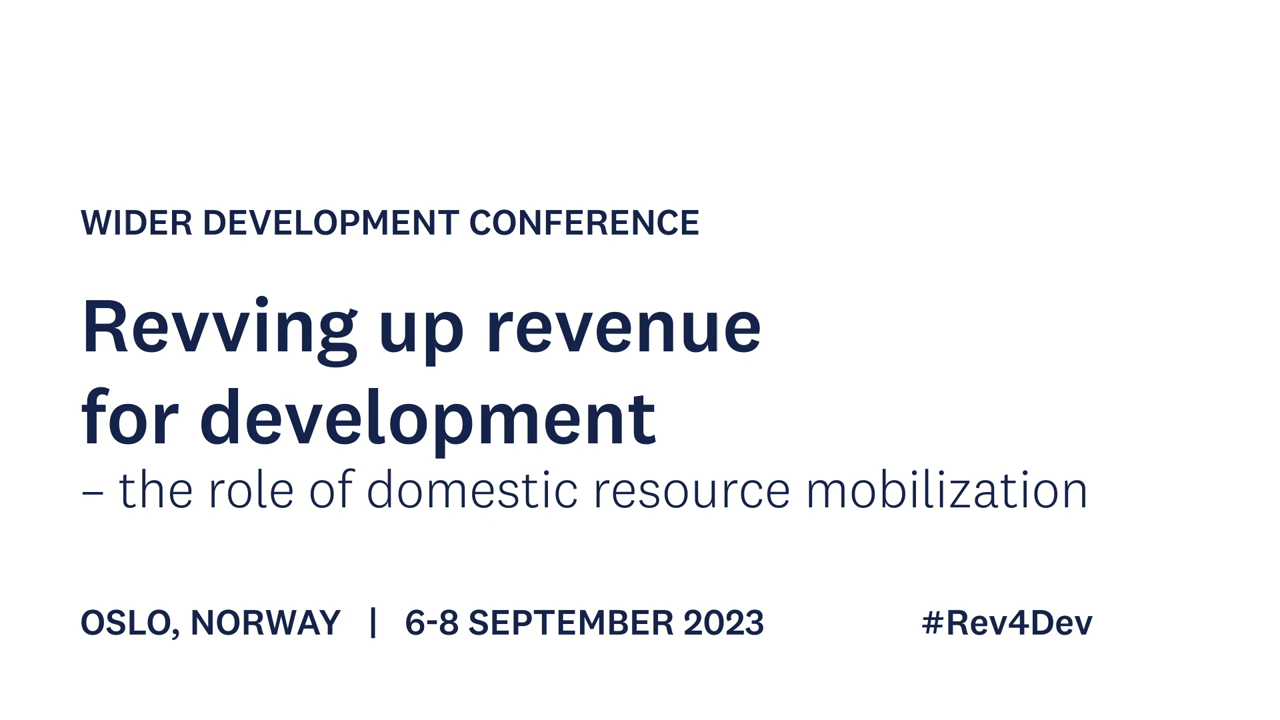 WIDER DEVELOPMENT CONFERENCE
Revving up revenue
for development
– the role of domestic resource mobilization
OSLO, NORWAY | 6-8 SEPTEMBER 2023 #Rev4Dev